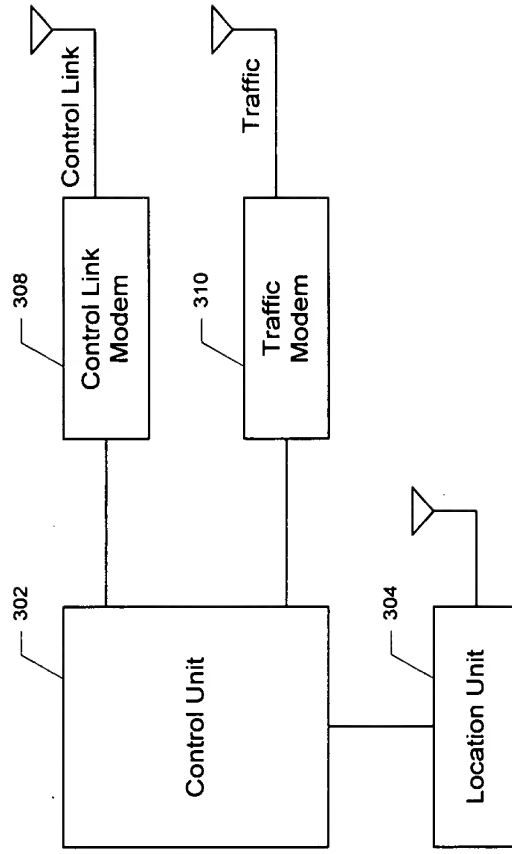 302
Control Unit
308
Control Link
Modem
Control Link
310
Traffic
Modem
Traffic
304
Location Unit